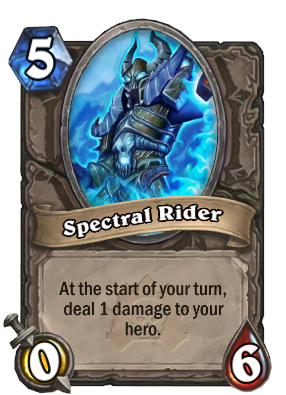 5
Spectral Rider
At the start of your turn,
deal 1 damage to your
hero.
0
6